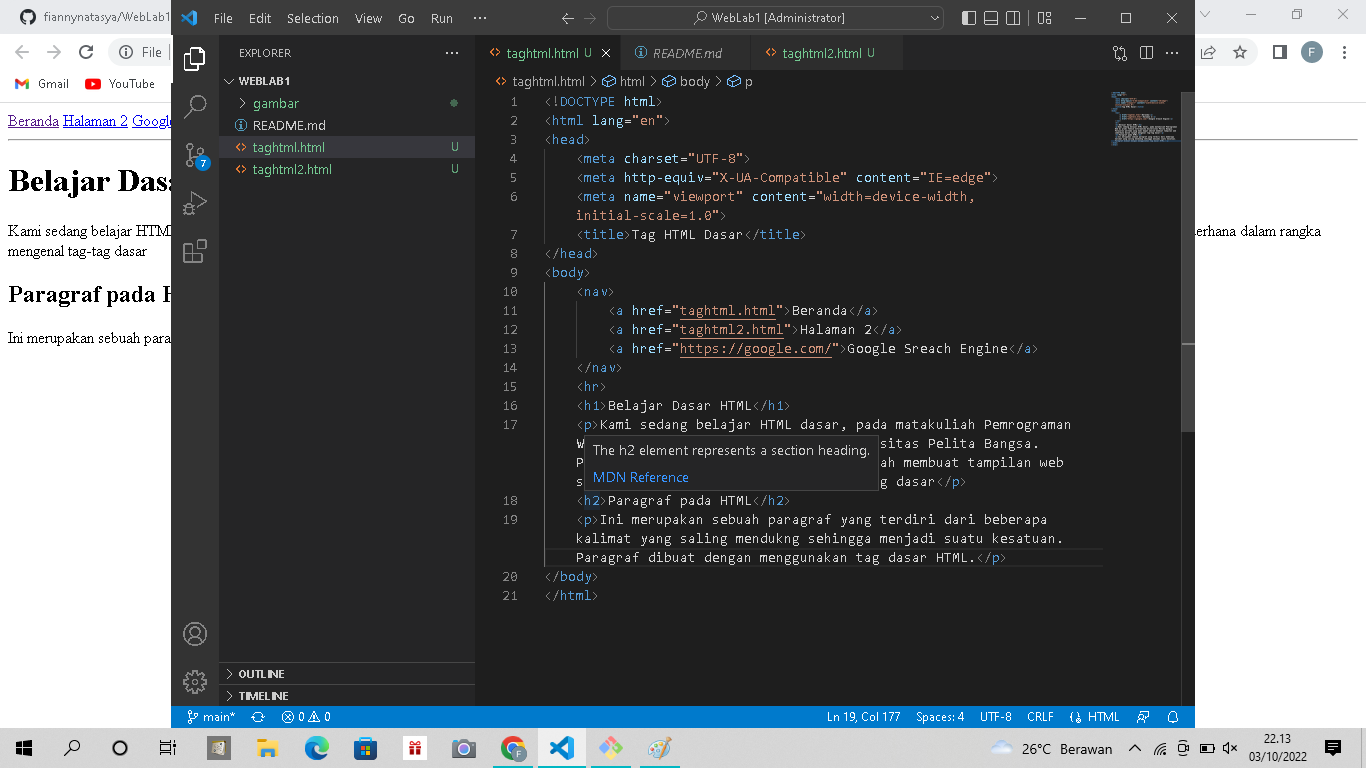 fiannynatasya/WebLab1
File Edit Selection View Go Run ··· WebLab1 [Administrator]
File
Gmail YouTube
Beranda Halaman 2 Google
Belajar Das
Kami sedang belajar HTM
erhana dalam rangka
mengenal tag-tag dasar
Paragraf pada H
Ini merupakan sebuah para
F
EXPLORER ···
WEBLAB1
gambar
README.md
taghtml.html U
taghtml2.html U
7
OUTLINE
TIMELINE
taghtml.html U README.md taghtml2.html U
taghtml.html > html > body > p
1 <!DOCTYPE html>
2 <html lang="en">
3 <head>
4 <meta charset="UTF-8">
5 <meta http-equiv="X-UA-Compatible" content="IE=edge">
6 <meta name="viewport" content="width=device-width,
initial-scale=1.0">
7 <title>Tag HTML Dasar</title>
8 </head>
9 <body>
10 <nav>
11 <a href="taghtml.html">Beranda</a>
12 <a href="taghtml2.html">Halaman 2</a>
13 <a href="https://google.com/">Google Sreach Engine</a>
14 </nav>
15 <hr>
16 <h1>Belajar Dasar HTML</h1>
17 <p>Kami sedang belajar HTML dasar, pada matakuliah Pemrograman
W sitas Pelita Bangsa.
P ah membuat tampilan web
s g dasar</p>
The h2 element represents a section heading.
MDN Reference
18 <h2>Paragraf pada HTML</h2>
19 <p>Ini merupakan sebuah paragraf yang terdiri dari beberapa
kalimat yang saling mendukng sehingga menjadi suatu kesatuan.
Paragraf dibuat dengan menggunakan tag dasar HTML.</p>
20 </body>
21 </html>
main* 0 0 Ln 19, Col 177 Spaces: 4 UTF-8 CRLF HTML
26°C Berawan 22.13
03/10/2022